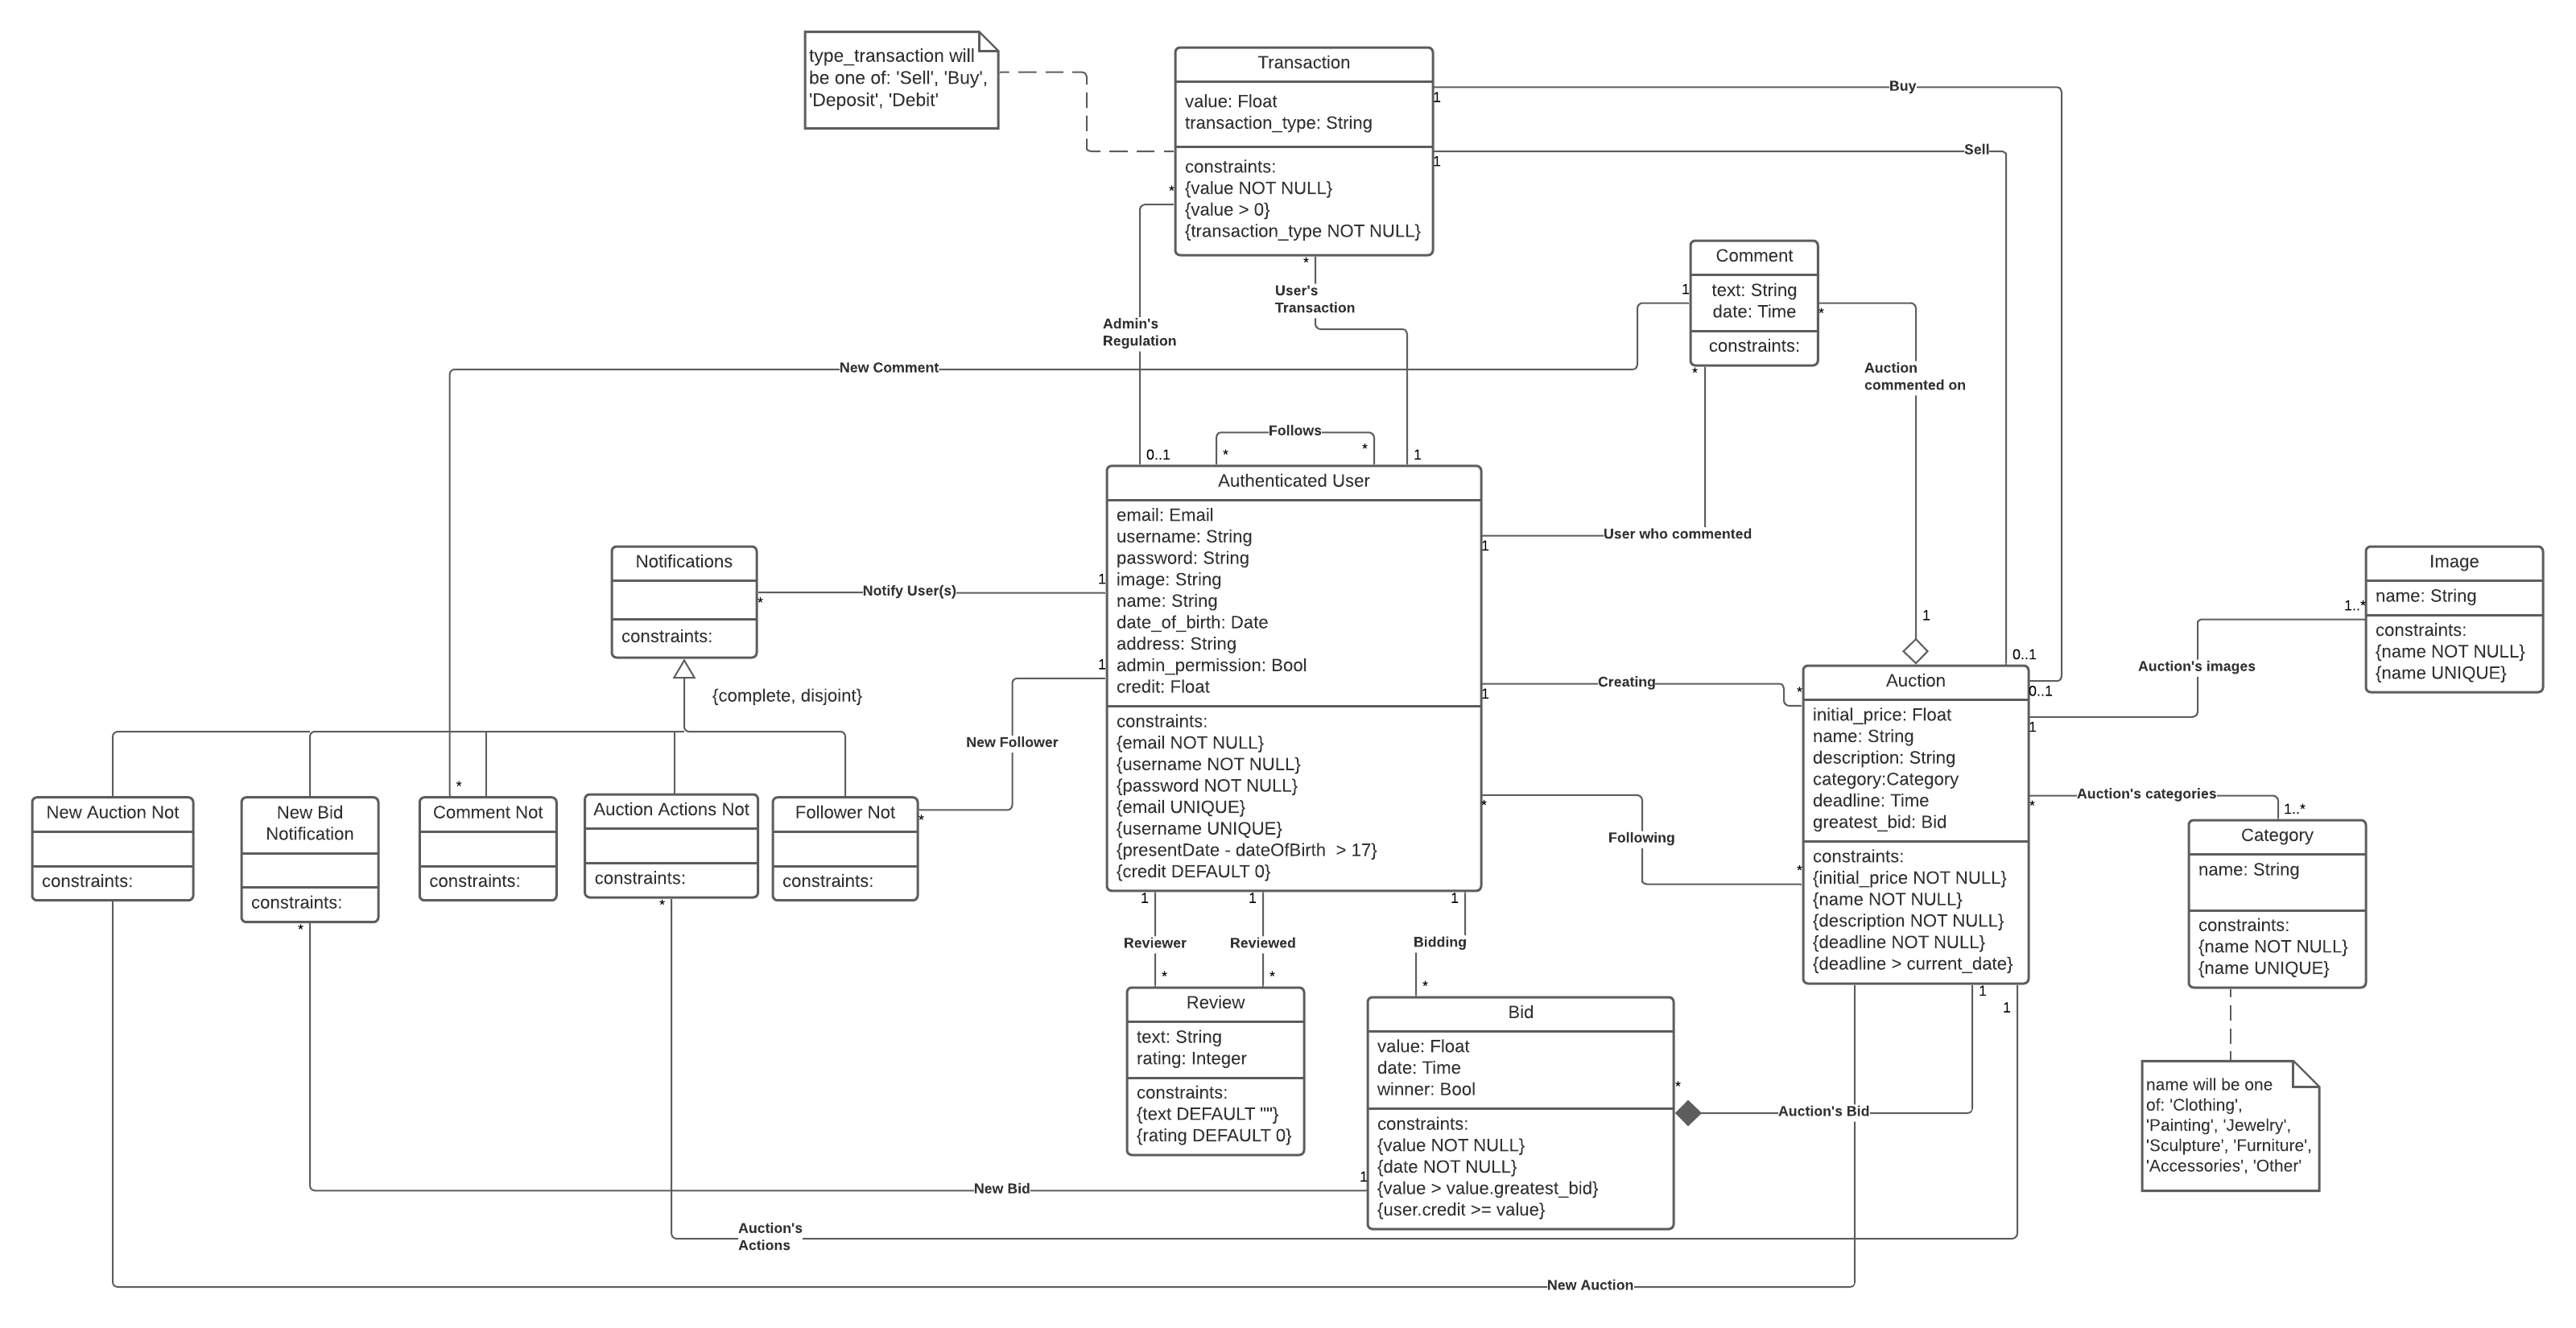 type_transaction will
be one of: 'Sell', 'Buy',
'Deposit', 'Debit'
Transaction
value: Float
transaction_type: String
constraints:
{value NOT NULL}
{value > 0}
{transaction_type NOT NULL}
1
Buy
1
Sell
*
*
User's
Transaction
Admin's
Regulation
Comment
text: String
date: Time
constraints:
1
*
*
Auction
commented on
New Comment
Follows
*
*
0..1
1
Authenticated User
email: Email
username: String
password: String
image: String
name: String
date_of_birth: Date
address: String
admin_permission: Bool
credit: Float
constraints:
{email NOT NULL}
{username NOT NULL}
{password NOT NULL}
{email UNIQUE}
{username UNIQUE}
{presentDate - dateOfBirth  > 17}
{credit DEFAULT 0}
User who commented
1
Notifications
constraints:
*
Notify User(s)
1
1
{complete, disjoint}
New Follower
*
1
Creating
*
*
Following
*
1
0..1
0..1
Auction
initial_price: Float
name: String
description: String
category:Category
deadline: Time
greatest_bid: Bid
constraints:
{initial_price NOT NULL}
{name NOT NULL}
{description NOT NULL}
{deadline NOT NULL}
{deadline > current_date}
1
Auction's images
1..*
Image
name: String
constraints:
{name NOT NULL}
{name UNIQUE}
*
Auction's categories
1..*
Category
name: String
constraints:
{name NOT NULL}
{name UNIQUE}
name will be one
of: 'Clothing',
'Painting', 'Jewelry',
'Sculpture', 'Furniture',
'Accessories', 'Other'
New Auction Not
constraints:
New Bid
Notification
constraints:
*
*
Comment Not
constraints:
Auction Actions Not
constraints:
*
Follower Not
constraints:
1
1
1
Reviewer
Reviewed
Bidding
*
*
*
Review
text: String
rating: Integer
constraints:
{text DEFAULT ""}
{rating DEFAULT 0}
Bid
value: Float
date: Time
winner: Bool
constraints:
{value NOT NULL}
{date NOT NULL}
{value > value.greatest_bid}
{user.credit >= value}
*
Auction's Bid
1
1
New Bid
1
Auction's
Actions
New Auction